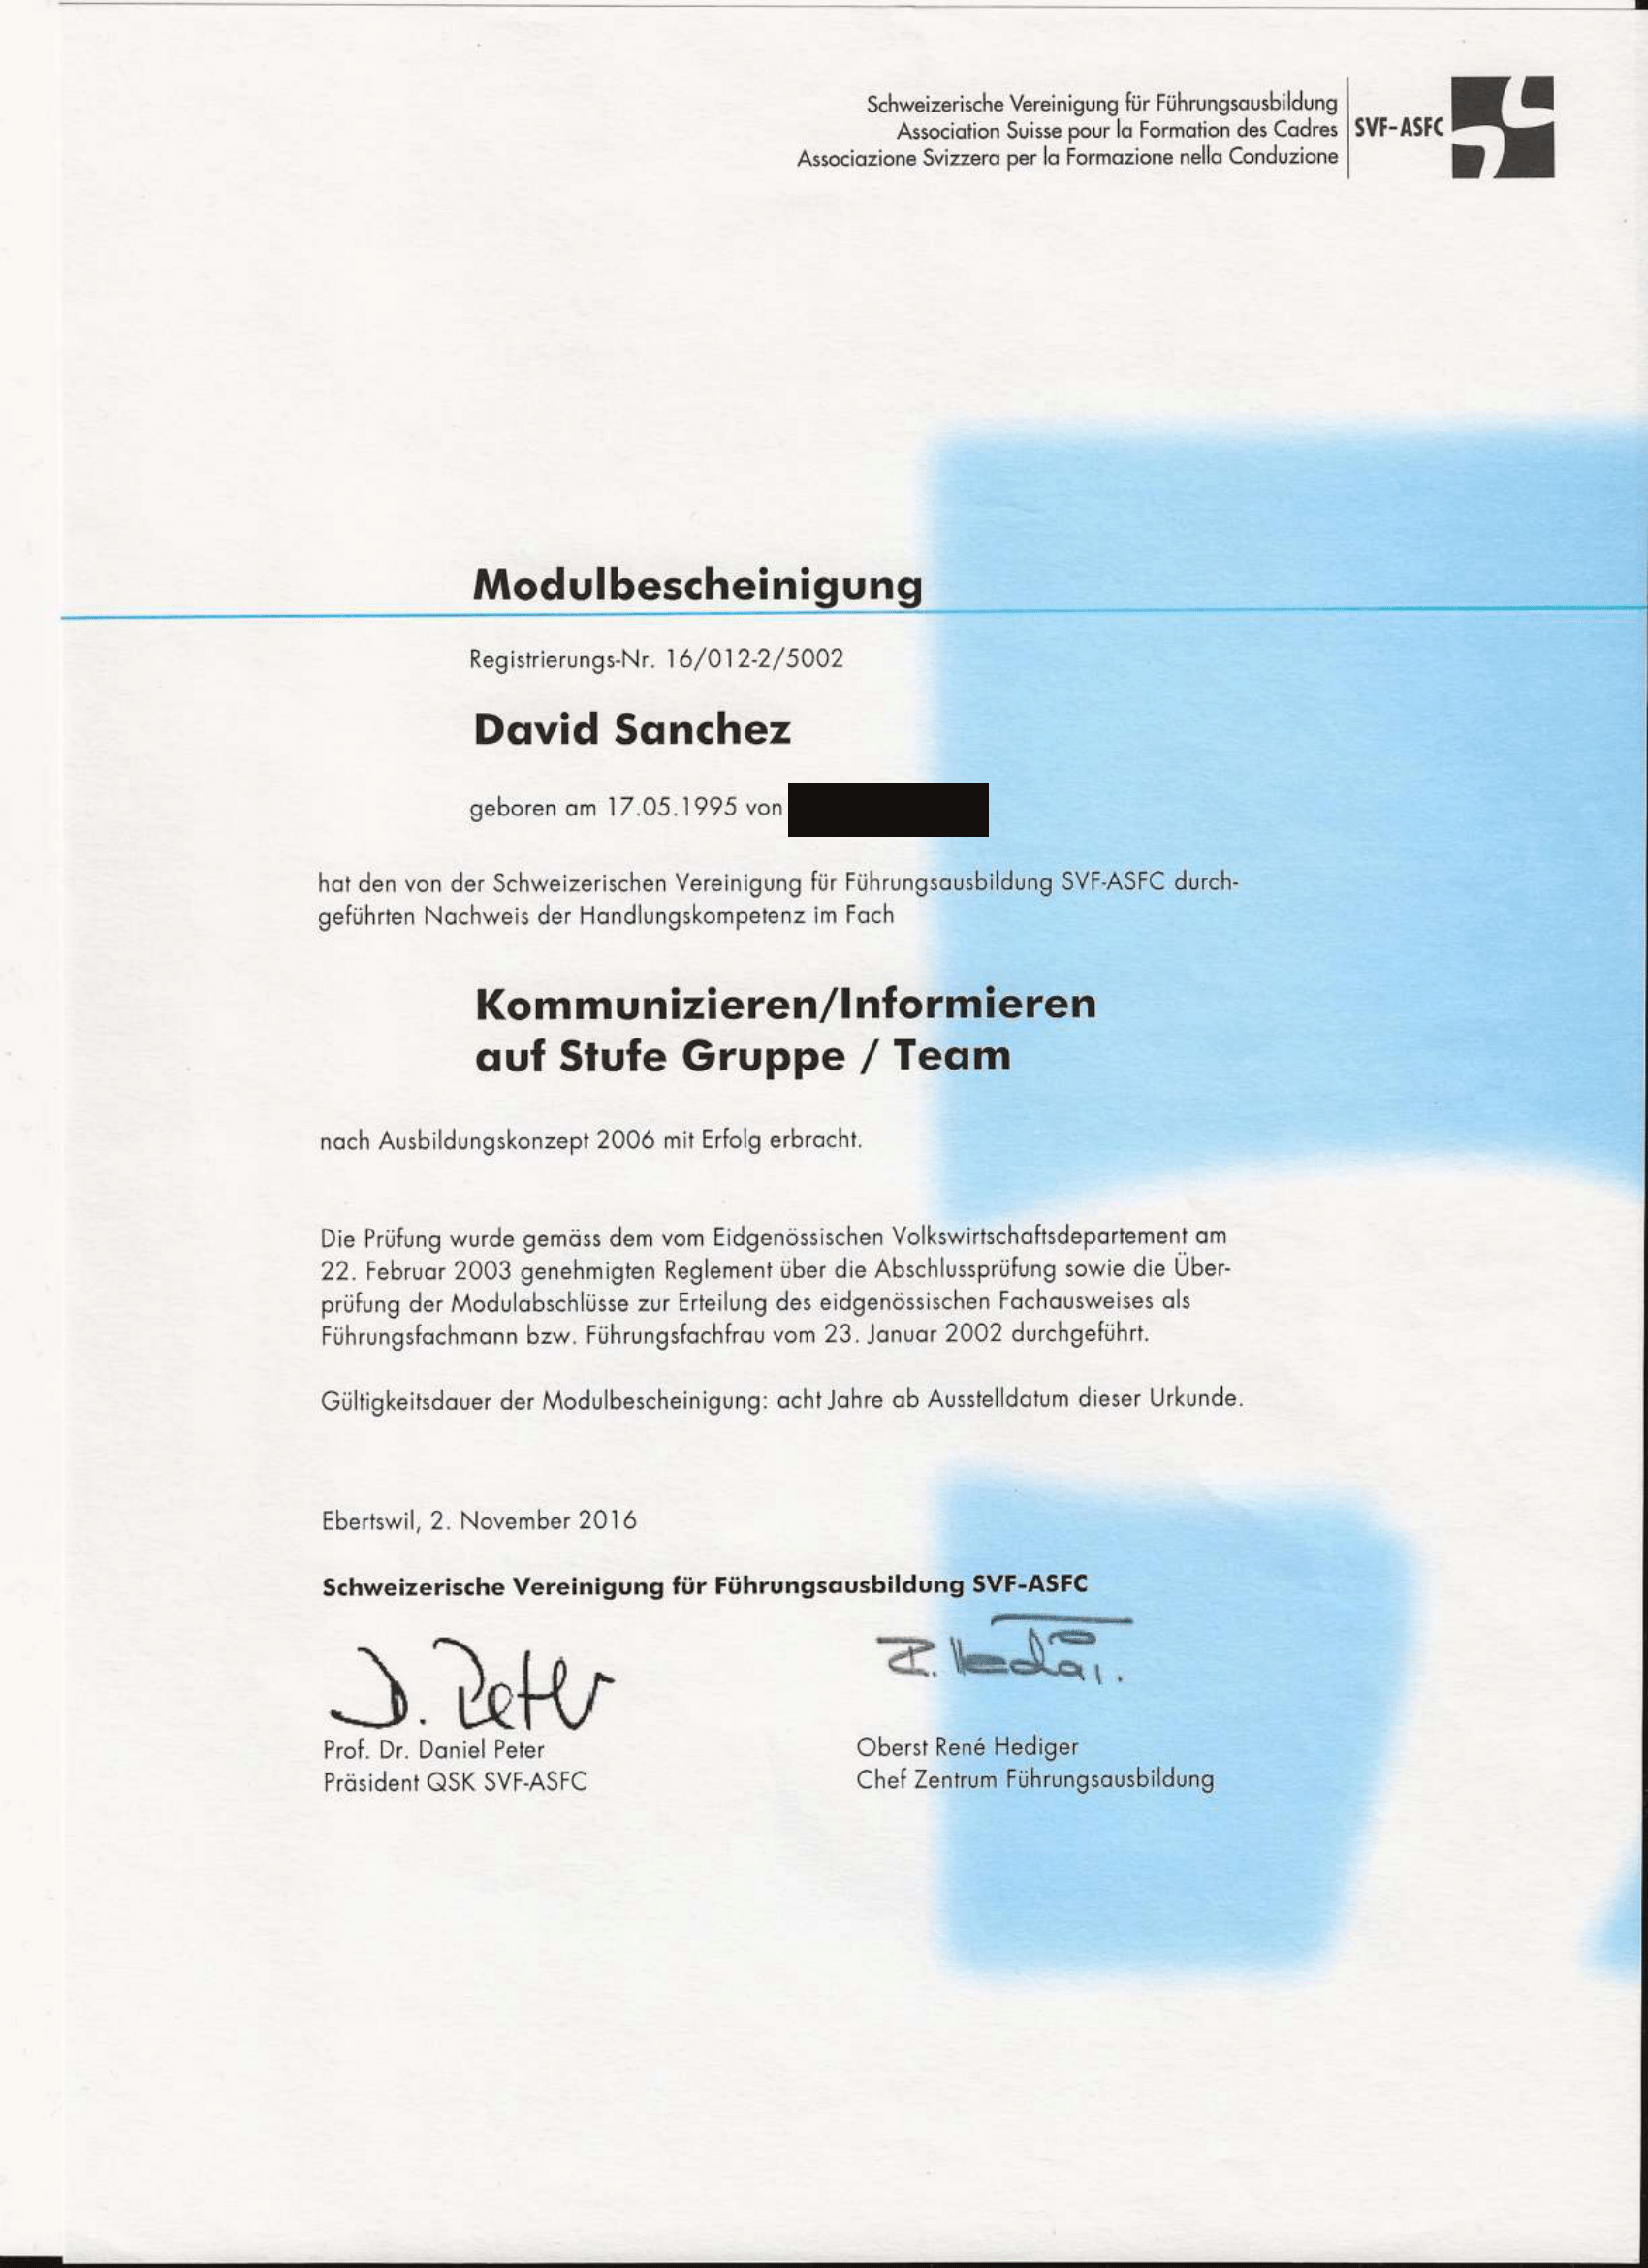 Schweizerische Vereinigung für Führungsausbildung
Association Suisse pour la Formation des Cadres
Associazione Svizzera per la Formazione nella Conduzione
SVF-ASFC
Modulbescheinigung
Registrierungs-Nr. 16/012-2/5002
David Sanchez
geboren am 17.05.1995 von
hat den von der Schweizerischen Vereinigung für Führungsausbildung SVF-ASFC durch-
geführten Nachweis der Handlungskompetenz im Fach
Kommunizieren/Informieren
auf Stufe Gruppe / Team
nach Ausbildungskonzept 2006 mit Erfolg erbracht.
Die Prüfung wurde gemäss dem vom Eidgenössischen Volkswirtschaftsdepartement am
22. Februar 2003 genehmigten Reglement über die Abschlussprüfung sowie die Über-
prüfung der Modulabschlüsse zur Erteilung des eidgenössischen Fachausweises als
Führungsfachmann bzw. Führungsfachfrau vom 23. Januar 2002 durchgeführt.
Gültigkeitsdauer der Modulbescheinigung: acht Jahre ab Ausstelldatum dieser Urkunde.
Ebertswil, 2. November 2016
Schweizerische Vereinigung für Führungsausbildung SVF-ASFC
D. Peter
Prof. Dr. Daniel Peter
Präsident QSK SVF-ASFC
Oberst René Hediger
Chef Zentrum Führungsausbildung